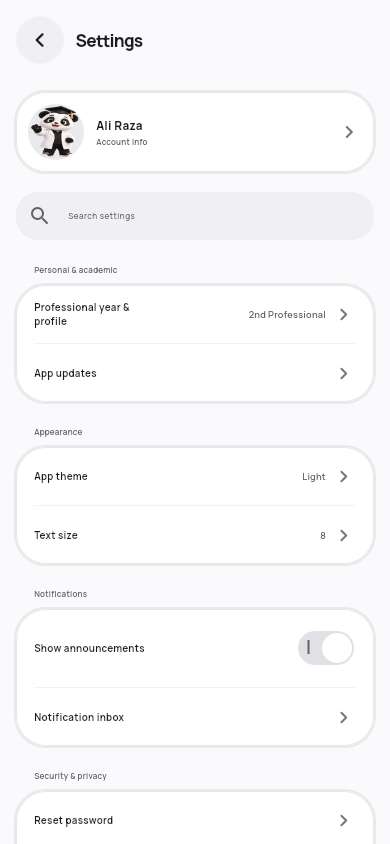 Settings
Ali Raza
Account info
Search settings
Personal & academic
Professional year &
profile
2nd Professional
App updates
Appearance
App theme
Light
Text size
8
Notifications
Show announcements
Notification inbox
Security & privacy
Reset password